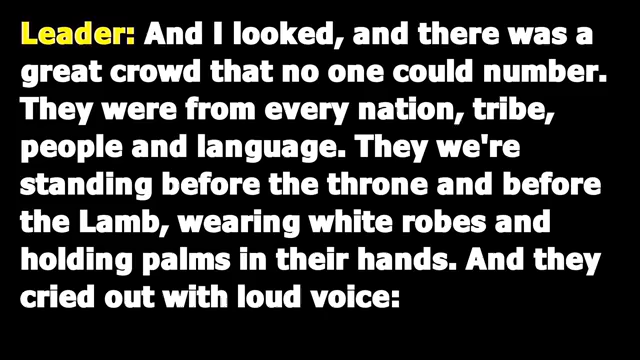 Leader: And I looked, and there was a
great crowd that no one could number.
They were from every nation, tribe,
people and language. They we're
standing before the throne and before
the Lamb, wearing white robes and
holding palms in their hands. And they
cried out with loud voice: